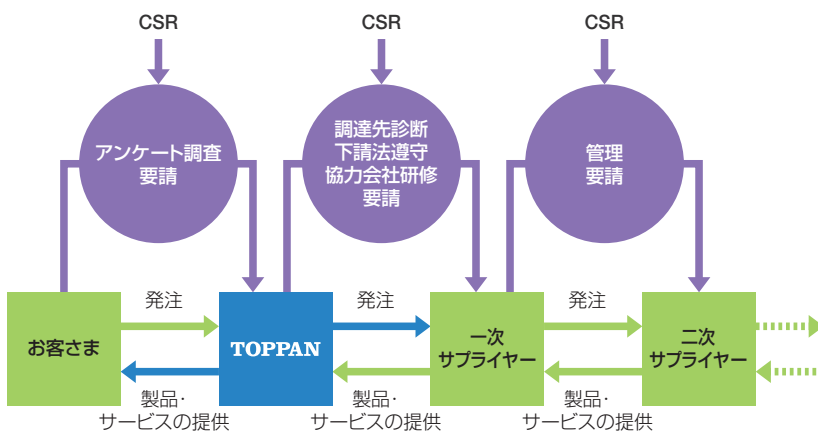 CSR
CSR
CSR
アンケート調査
要請
調達先診断
下請法遵守
協力会社研修
要請
管理
要請
発注
発注
発注
お客さま
TOPPAN
一次
サプライヤー
二次
サプライヤー
製品・
サービスの提供
製品・
サービスの提供
製品・
サービスの提供